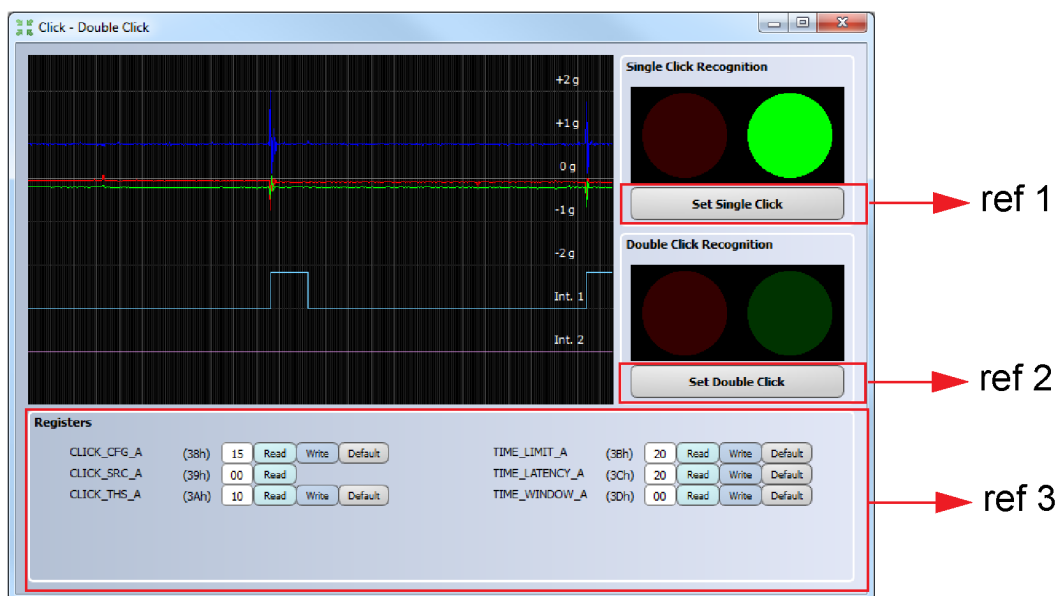 Click - Double Click
+2 g
+1 g
0 g
-1 g
-2 g
Int. 1
Int. 2
Single Click Recognition
Set Single Click
ref 1
Double Click Recognition
Set Double Click
ref 2
Registers
CLICK_CFG_A (38h) 15 Read Write Default
CLICK_SRC_A (39h) 00 Read
CLICK_THS_A (3Ah) 10 Read Write Default
TIME_LIMIT_A (3Bh) 20 Read Write Default
TIME_LATENCY_A (3Ch) 20 Read Write Default
TIME_WINDOW_A (3Dh) 00 Read Write Default
ref 3